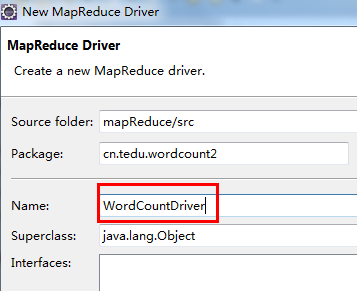 New MapReduce Driver
MapReduce Driver
Create a new MapReduce driver.
Source folder: mapReduce/src
Package: cn.tedu.wordcount2
Name: WordCountDriver
Superclass: java.lang.Object
Interfaces: